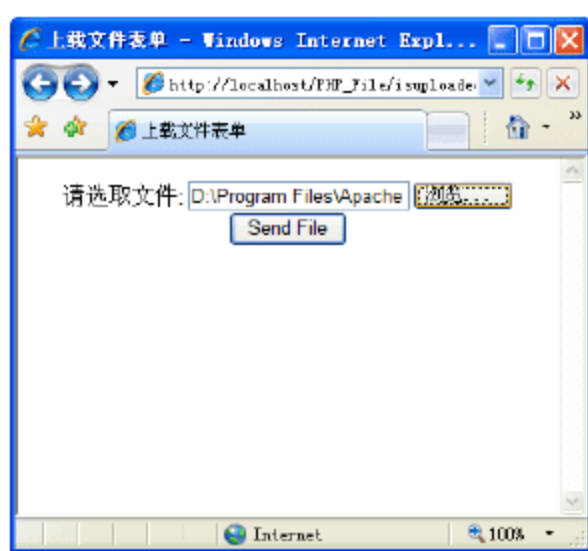 上载文件表单 - Windows Internet Expl...
http://localhost/PHP_File/isuploade
上载文件表单
请选取文件: D:\Program Files\Apache 浏览...
Send File
Internet 100%